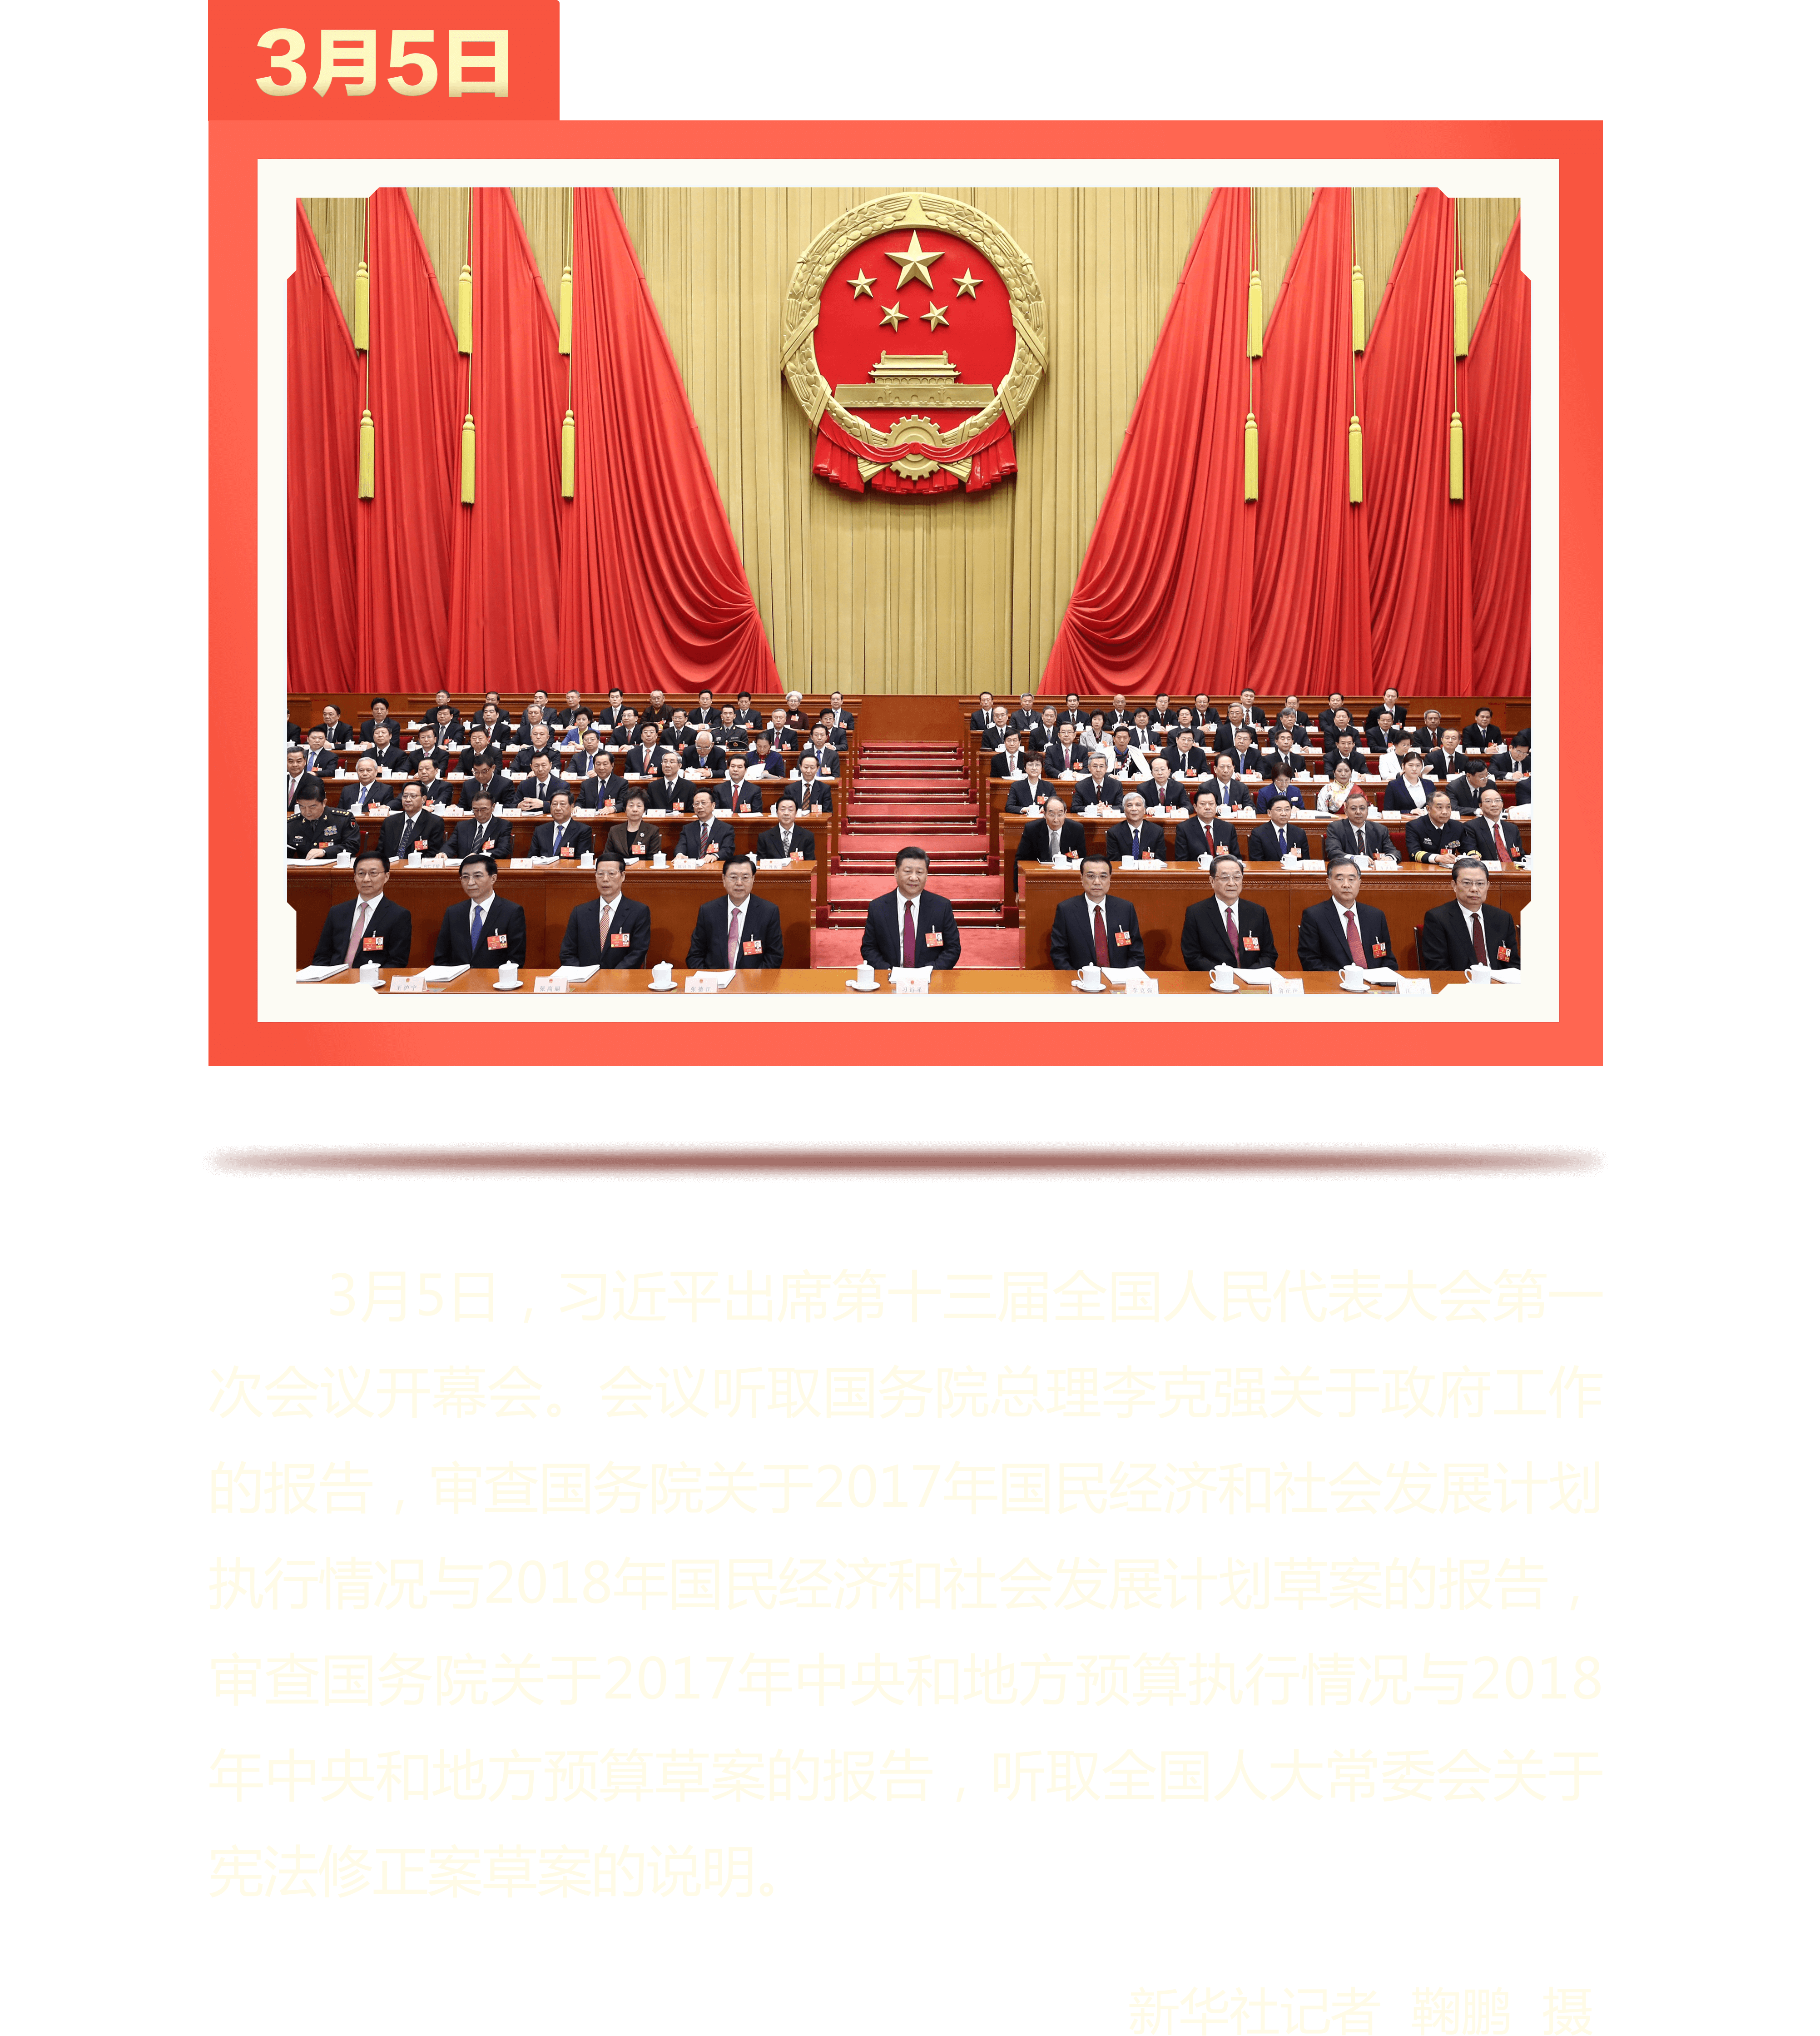 3月5日
3月5日，习近平出席第十三届全国人民代表大会第一
次会议开幕会。会议听取国务院总理李克强关于政府工作
的报告，审查国务院关于2017年国民经济和社会发展计划
执行情况与2018年国民经济和社会发展计划草案的报告，
审查国务院关于2017年中央和地方预算执行情况与2018
年中央和地方预算草案的报告，听取全国人大常委会关于
宪法修正案草案的说明。
新华社记者 鞠鹏 摄